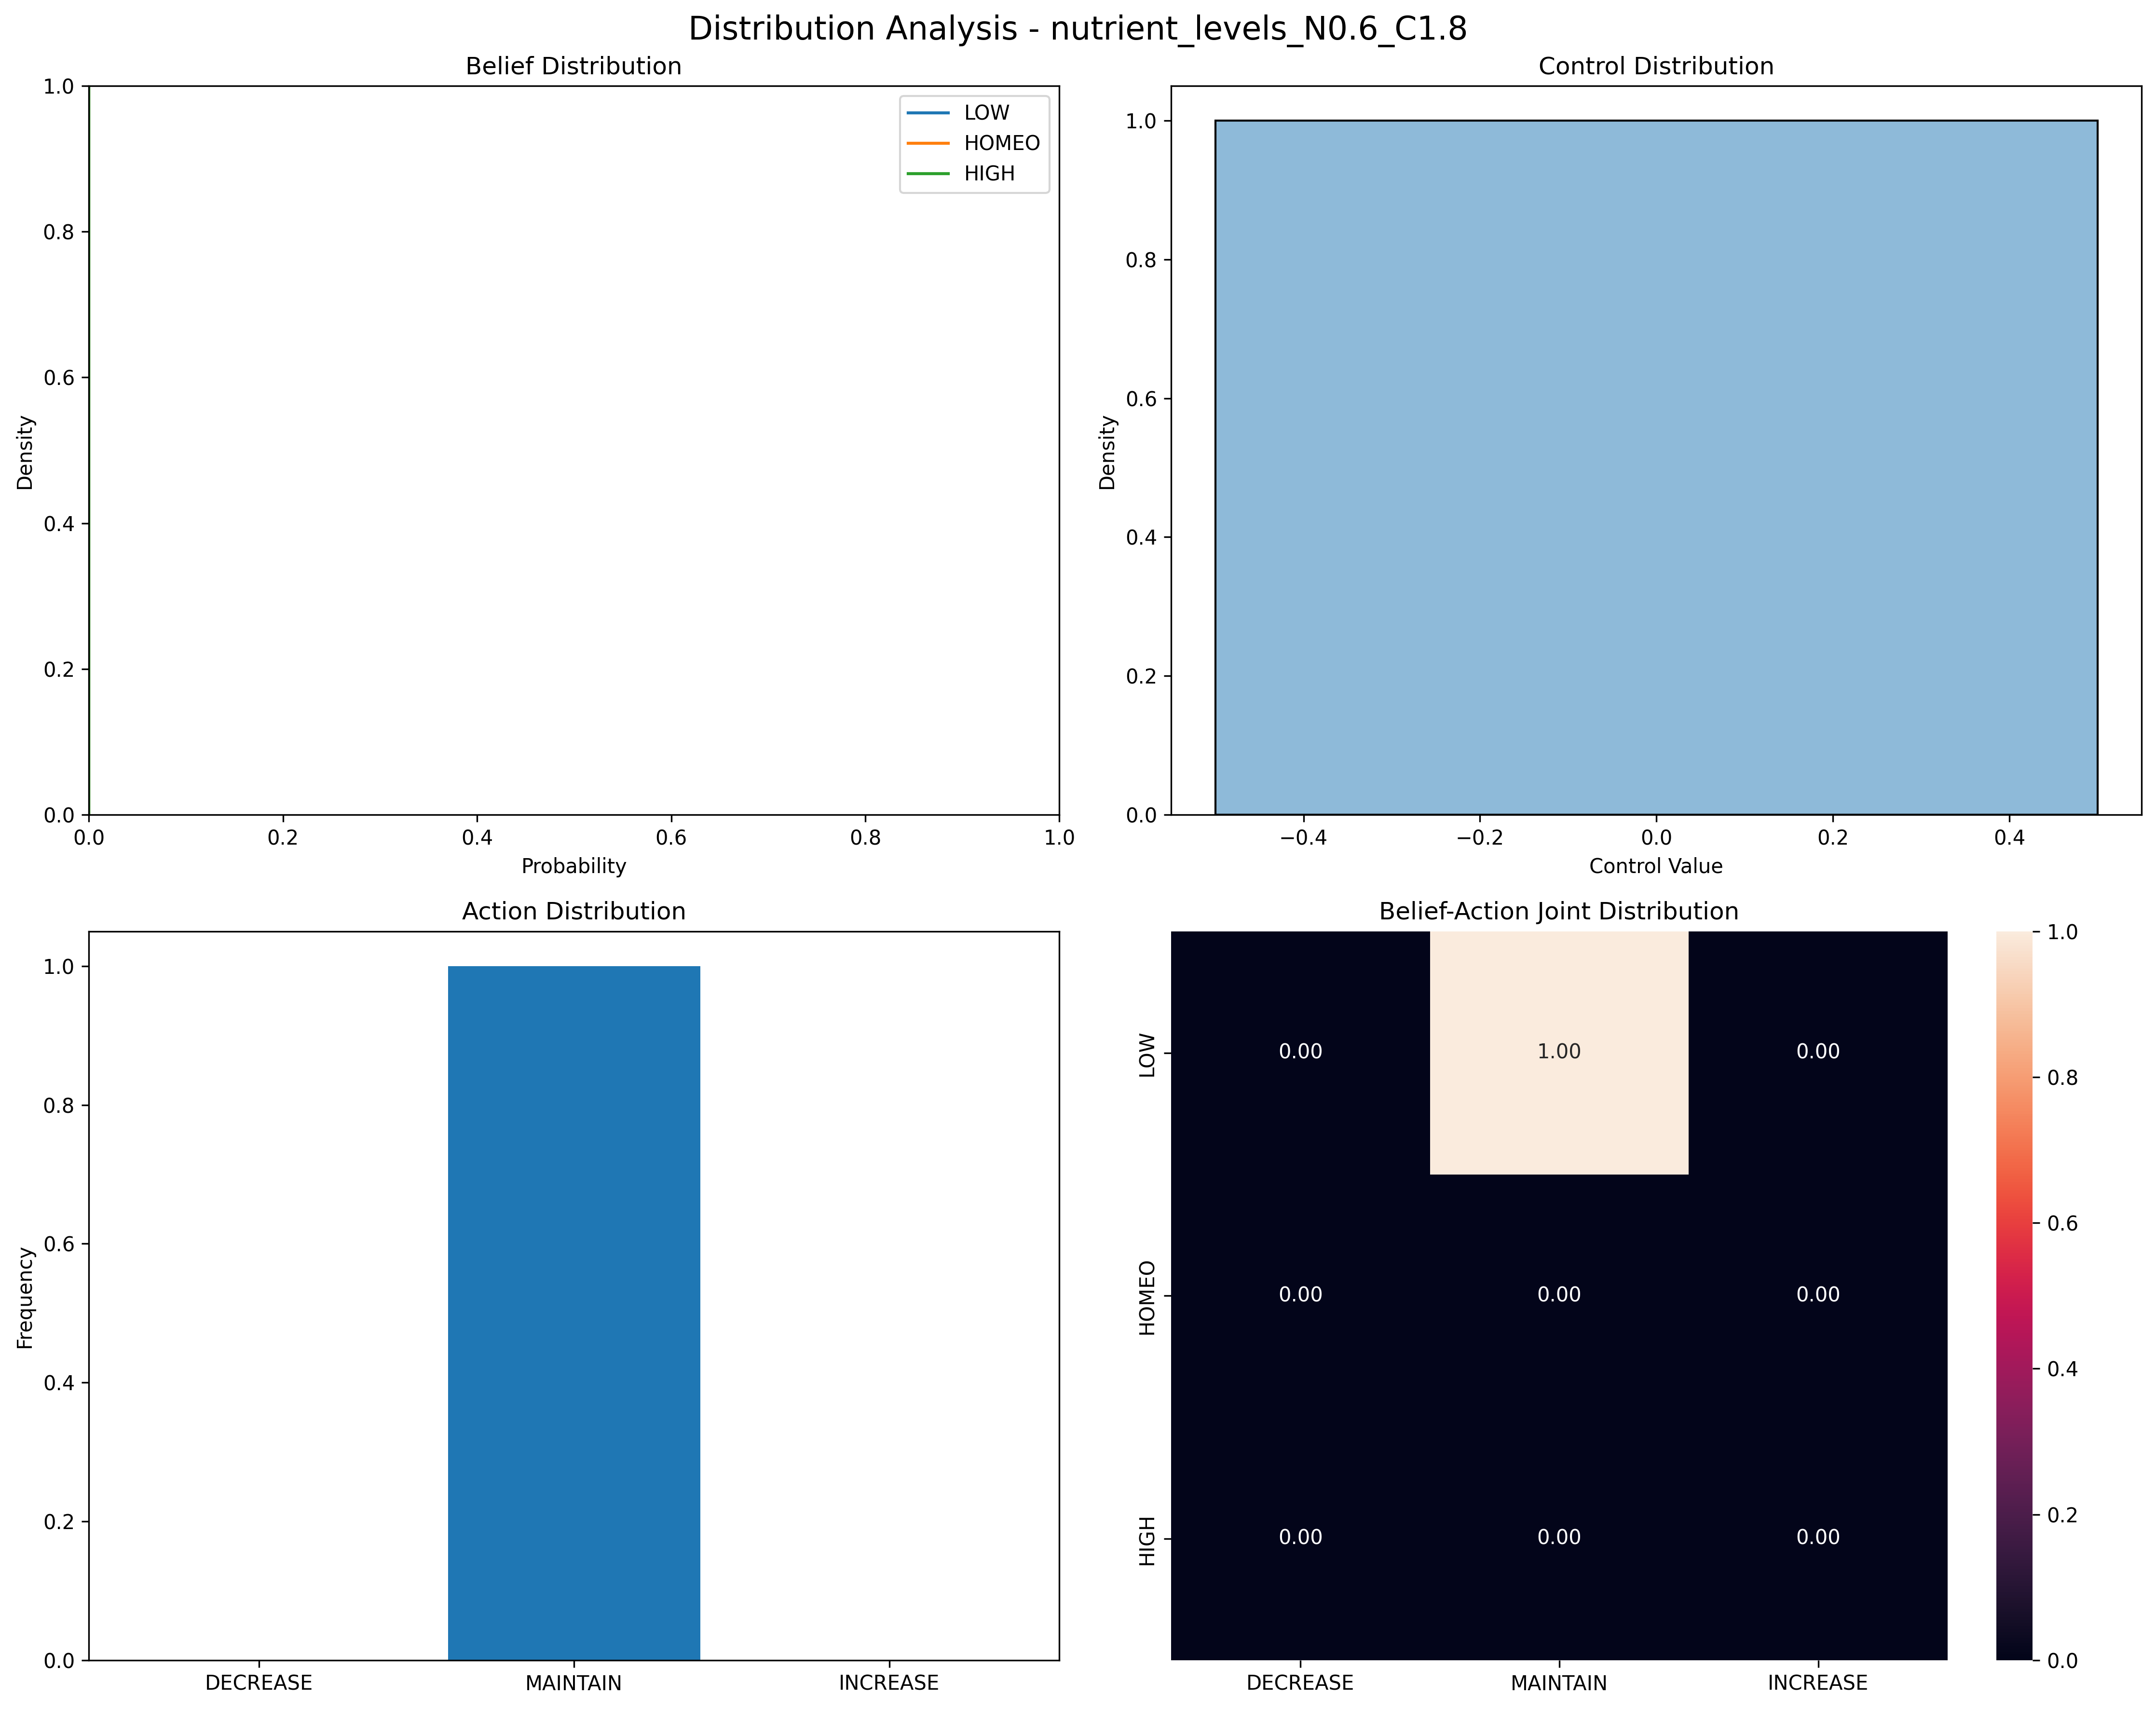 Distribution Analysis - nutrient_levels_N0.6_C1.8
Belief Distribution
1.0
0.8
0.6
0.4
0.2
0.0
Density
0.0 0.2 0.4 0.6 0.8 1.0
Probability
LOW
HOMEO
HIGH
Control Distribution
1.0
0.8
0.6
0.4
0.2
0.0
Density
−0.4 −0.2 0.0 0.2 0.4
Control Value
Action Distribution
1.0
0.8
0.6
0.4
0.2
0.0
Frequency
DECREASE MAINTAIN INCREASE
Belief-Action Joint Distribution
LOW
0.00 1.00 0.00
HOMEO
0.00 0.00 0.00
HIGH
0.00 0.00 0.00
DECREASE MAINTAIN INCREASE
1.0
0.8
0.6
0.4
0.2
0.0